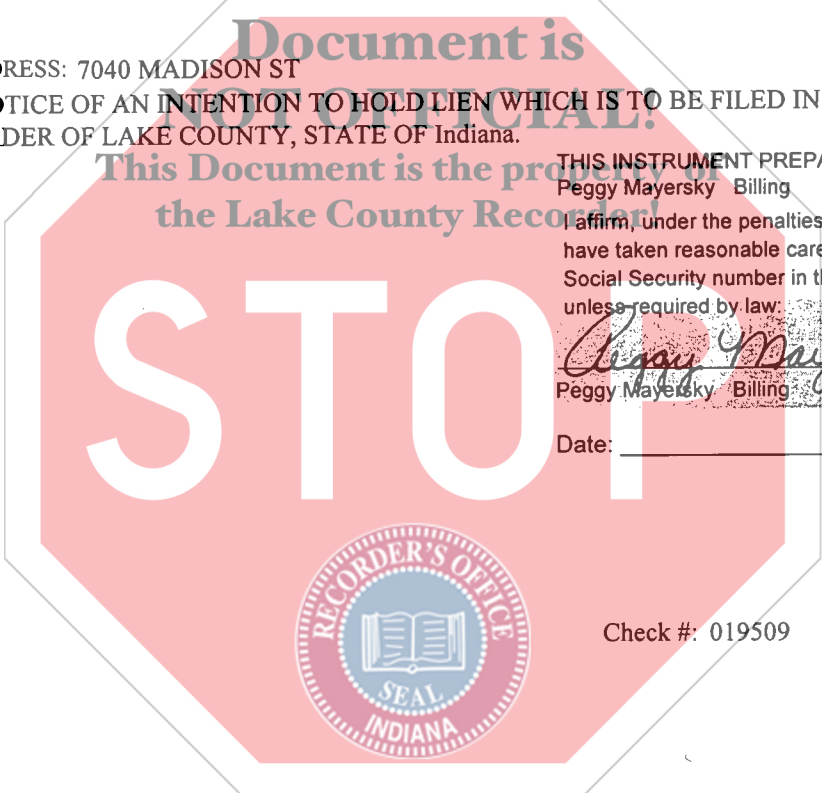 Document is
DRESS: 7040 MADISON ST
OTICE OF AN INTENTION TO HOLD LIEN WHICH IS TO BE FILED IN
NOT OFFICIAL!
DER OF LAKE COUNTY, STATE OF Indiana.
This Document is the property of
the Lake County Recorder!
THIS INSTRUMENT PREPA
Peggy Mayersky Billing
I affirm, under the penalties
have taken reasonable care
Social Security number in th
unless required by law:
Peggy May
Peggy Mayersky Billing
Date:
STOP
RECORDER'S OFFICE
SEAL
INDIANA
Check #: 019509